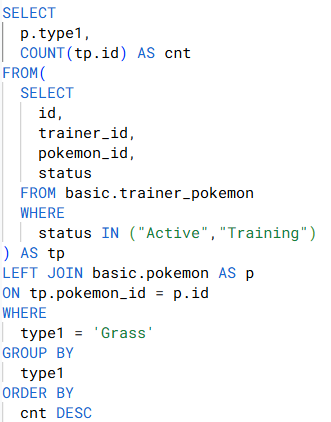 SELECT
p.type1,
COUNT(tp.id) AS cnt
FROM(
SELECT
id,
trainer_id,
pokemon_id,
status
FROM basic.trainer_pokemon
WHERE
status IN ("Active","Training")
) AS tp
LEFT JOIN basic.pokemon AS p
ON tp.pokemon_id = p.id
WHERE
type1 = 'Grass'
GROUP BY
type1
ORDER BY
cnt DESC